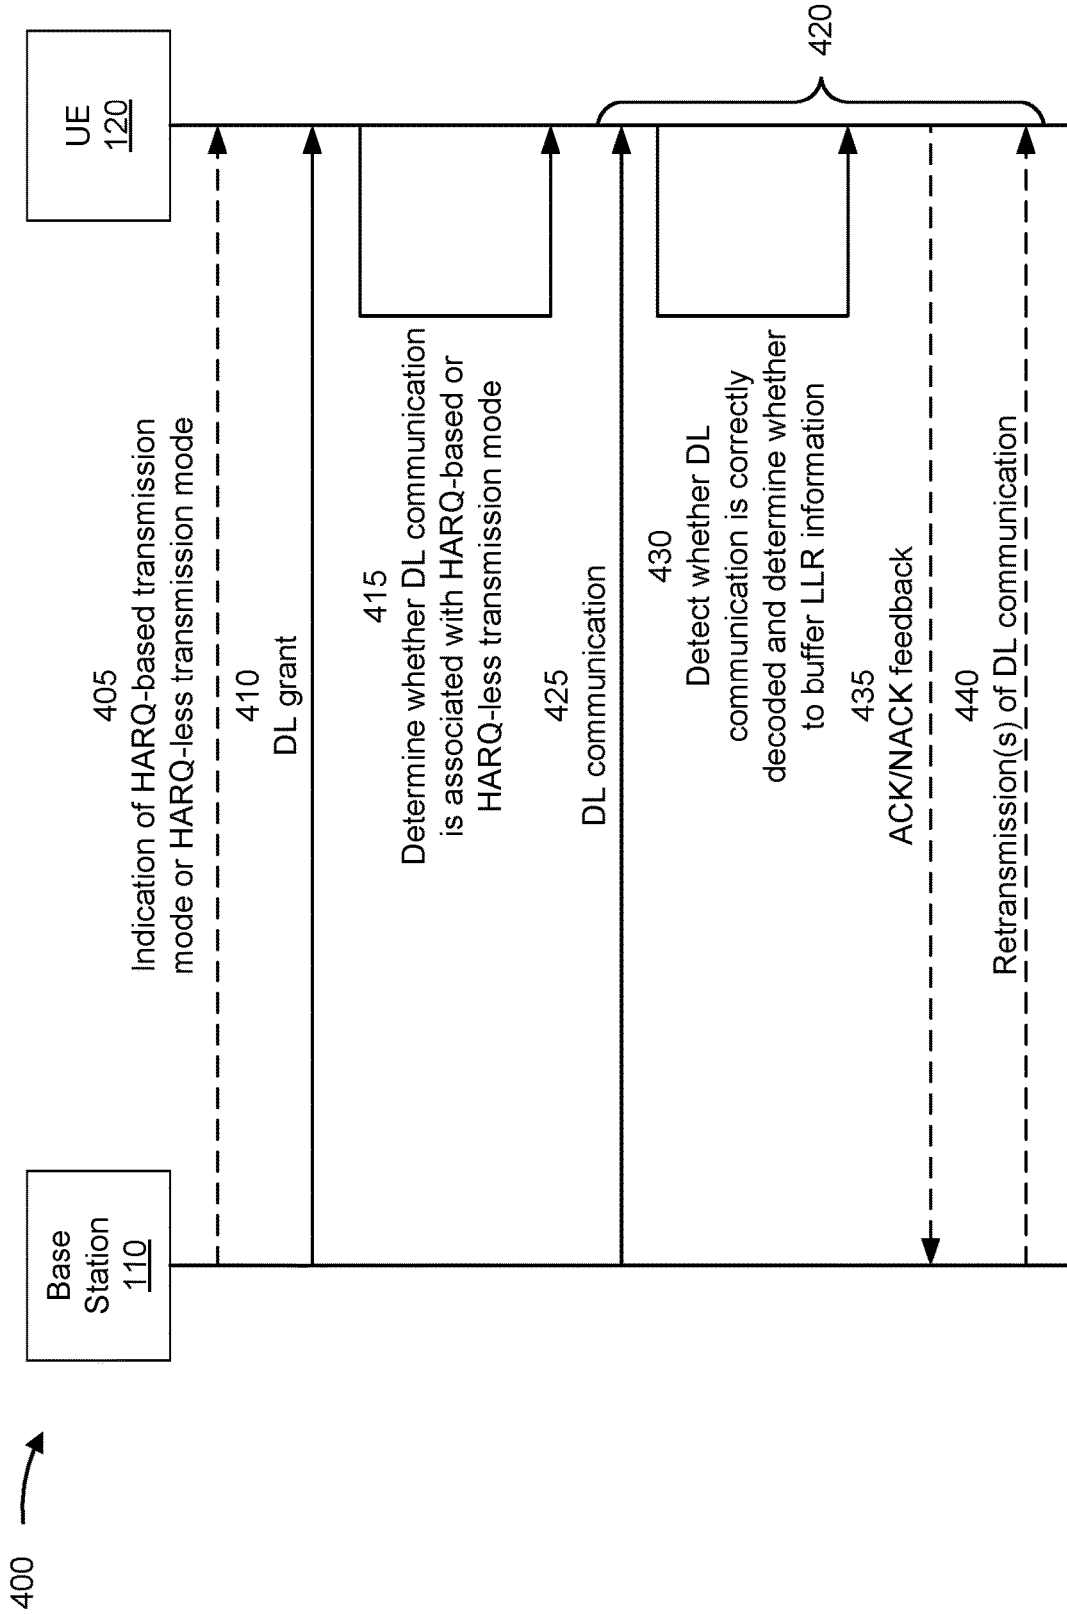 400
Base
Station
110
UE
120
405
Indication of HARQ-based transmission
mode or HARQ-less transmission mode
410
DL grant
415
Determine whether DL communication
is associated with HARQ-based or
HARQ-less transmission mode
420
425
DL communication
430
Detect whether DL
communication is correctly
decoded and determine whether
to buffer LLR information
435
ACK/NACK feedback
440
Retransmission(s) of DL communication